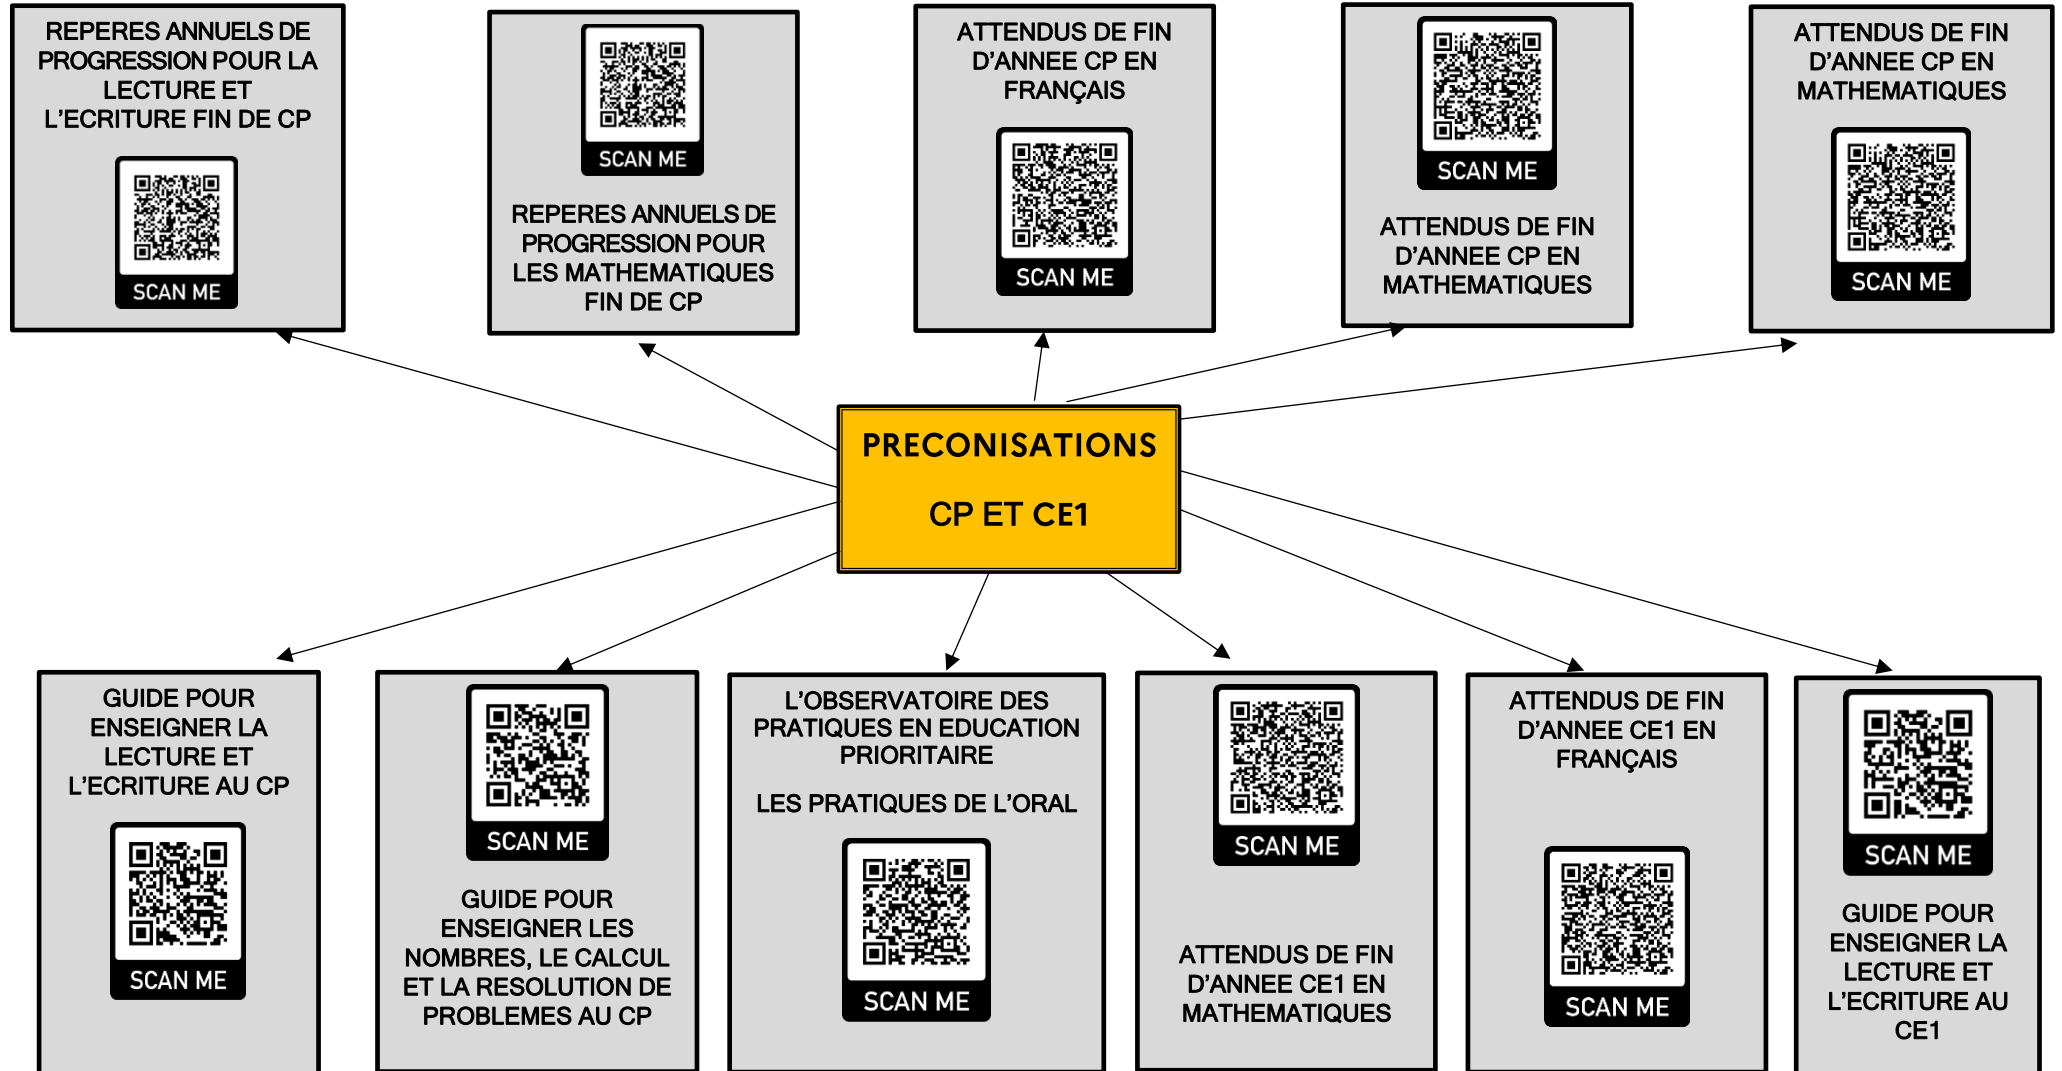 REPERES ANNUELS DE
PROGRESSION POUR LA
LECTURE ET
L'ECRITURE FIN DE CP
SCAN ME
SCAN ME
REPERES ANNUELS DE
PROGRESSION POUR
LES MATHEMATIQUES
FIN DE CP
ATTENDUS DE FIN
D'ANNEE CP EN
FRANÇAIS
SCAN ME
SCAN ME
ATTENDUS DE FIN
D'ANNEE CP EN
MATHEMATIQUES
ATTENDUS DE FIN
D'ANNEE CP EN
MATHEMATIQUES
SCAN ME
PRECONISATIONS
CP ET CE1
GUIDE POUR
ENSEIGNER LA
LECTURE ET
L'ECRITURE AU CP
SCAN ME
SCAN ME
GUIDE POUR
ENSEIGNER LES
NOMBRES, LE CALCUL
ET LA RESOLUTION DE
PROBLEMES AU CP
L'OBSERVATOIRE DES
PRATIQUES EN EDUCATION
PRIORITAIRE
LES PRATIQUES DE L'ORAL
SCAN ME
SCAN ME
ATTENDUS DE FIN
D'ANNEE CE1 EN
MATHEMATIQUES
ATTENDUS DE FIN
D'ANNEE CE1 EN
FRANÇAIS
SCAN ME
SCAN ME
GUIDE POUR
ENSEIGNER LA
LECTURE ET
L'ECRITURE AU
CE1